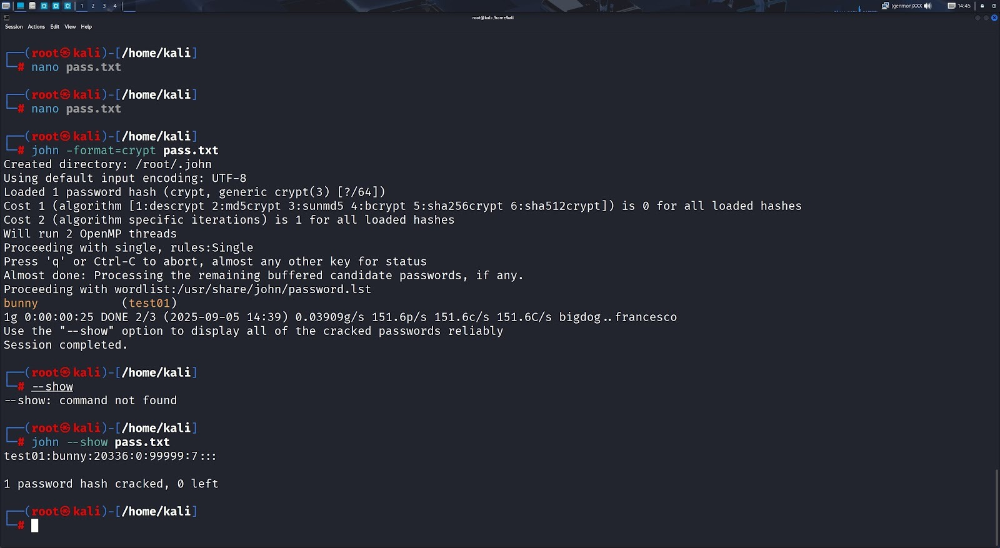 1 2 3 4
(genmon)XXX 14:45
root@kali: /home/kali
Session Actions Edit View Help
(root㉿kali)-[/home/kali]
# nano pass.txt
(root㉿kali)-[/home/kali]
# nano pass.txt
(root㉿kali)-[/home/kali]
# john -format=crypt pass.txt
Created directory: /root/.john
Using default input encoding: UTF-8
Loaded 1 password hash (crypt, generic crypt(3) [?/64])
Cost 1 (algorithm [1:descrypt 2:md5crypt 3:sunmd5 4:bcrypt 5:sha256crypt 6:sha512crypt]) is 0 for all loaded hashes
Cost 2 (algorithm specific iterations) is 1 for all loaded hashes
Will run 2 OpenMP threads
Proceeding with single, rules:Single
Press 'q' or Ctrl-C to abort, almost any other key for status
Almost done: Processing the remaining buffered candidate passwords, if any.
Proceeding with wordlist:/usr/share/john/password.lst
bunny (test01)
1g 0:00:00:25 DONE 2/3 (2025-09-05 14:39) 0.03909g/s 151.6p/s 151.6c/s 151.6C/s bigdog..francesco
Use the "--show" option to display all of the cracked passwords reliably
Session completed.
(root㉿kali)-[/home/kali]
# --show
--show: command not found
(root㉿kali)-[/home/kali]
# john --show pass.txt
test01:bunny:20336:0:99999:7:::
1 password hash cracked, 0 left
(root㉿kali)-[/home/kali]
#